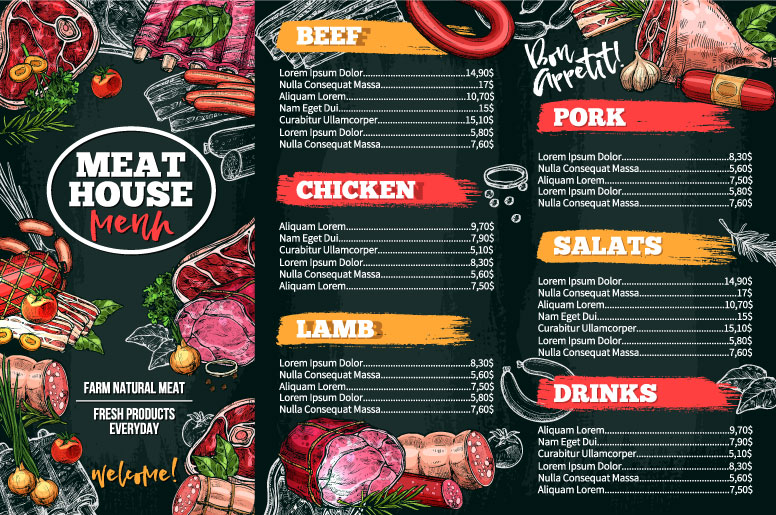 MEAT
HOUSE
Menu
FARM NATURAL MEAT
FRESH PRODUCTS
EVERYDAY
welcome!
BEEF
Lorem Ipsum Dolor 14,90$
Nulla Consequat Massa 17$
Aliquam Lorem 10,70$
Nam Eget Dui 15$
Curabitur Ullamcorper 15,10$
Lorem Ipsum Dolor 5,80$
Nulla Consequat Massa 7,60$
CHICKEN
Aliquam Lorem 9,70$
Nam Eget Dui 7,90$
Curabitur Ullamcorper 5,10$
Lorem Ipsum Dolor 8,30$
Nulla Consequat Massa 5,60$
Aliquam Lorem 7,50$
LAMB
Lorem Ipsum Dolor 8,30$
Nulla Consequat Massa 5,60$
Aliquam Lorem 7,50$
Lorem Ipsum Dolor 5,80$
Nulla Consequat Massa 7,60$
Bon
Appetit!
PORK
Lorem Ipsum Dolor 8,30$
Nulla Consequat Massa 5,60$
Aliquam Lorem 7,50$
Lorem Ipsum Dolor 5,80$
Nulla Consequat Massa 7,60$
SALATS
Lorem Ipsum Dolor 14,90$
Nulla Consequat Massa 17$
Aliquam Lorem 10,70$
Nam Eget Dui 15$
Curabitur Ullamcorper 15,10$
Lorem Ipsum Dolor 5,80$
Nulla Consequat Massa 7,60$
DRINKS
Aliquam Lorem 9,70$
Nam Eget Dui 7,90$
Curabitur Ullamcorper 5,10$
Lorem Ipsum Dolor 8,30$
Nulla Consequat Massa 5,60$
Aliquam Lorem 7,50$